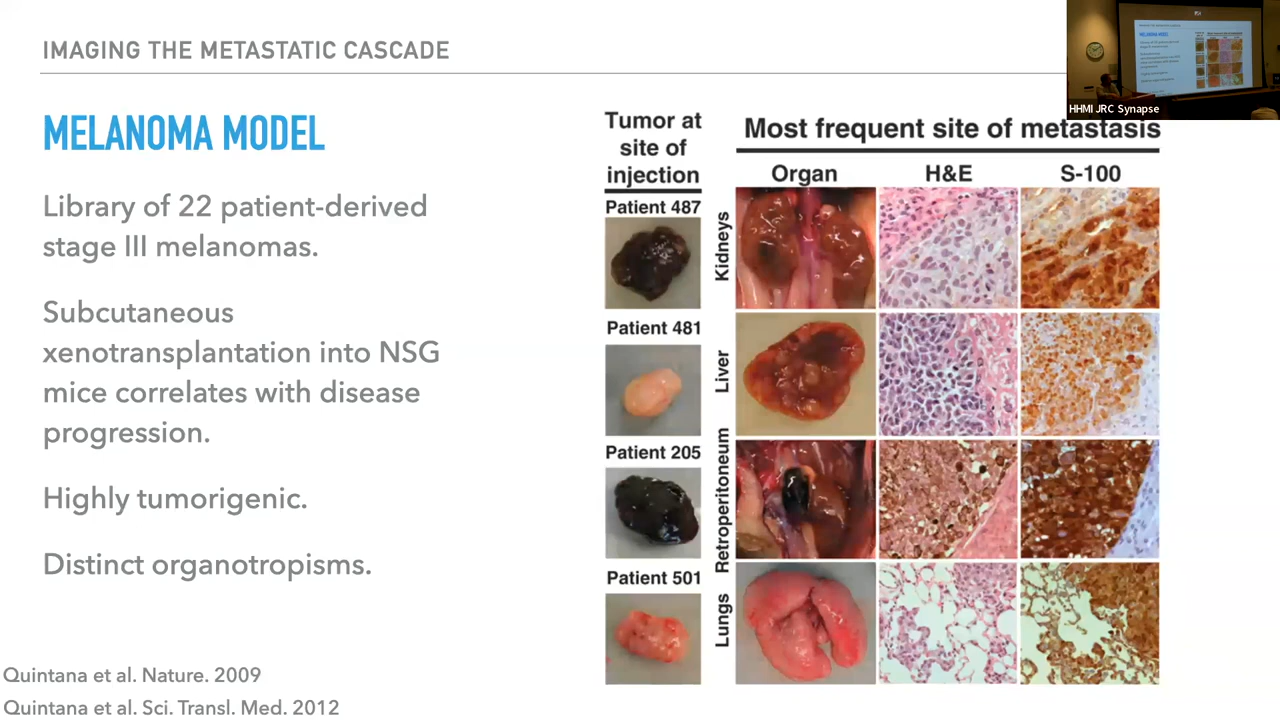 IMAGING THE METASTATIC CASCADE
HHMI JRC Synapse
MELANOMA MODEL
Library of 22 patient-derived
stage III melanomas.
Subcutaneous
xenotransplantation into NSG
mice correlates with disease
progression.
Highly tumorigenic.
Distinct organotropisms.
Quintana et al. Nature. 2009
Quintana et al. Sci. Transl. Med. 2012
Tumor at
site of
injection
Most frequent site of metastasis
Organ H&E S-100
Patient 487
Kidneys
Patient 481
Liver
Patient 205
Retroperitoneum
Patient 501
Lungs
MELANOMA MODEL